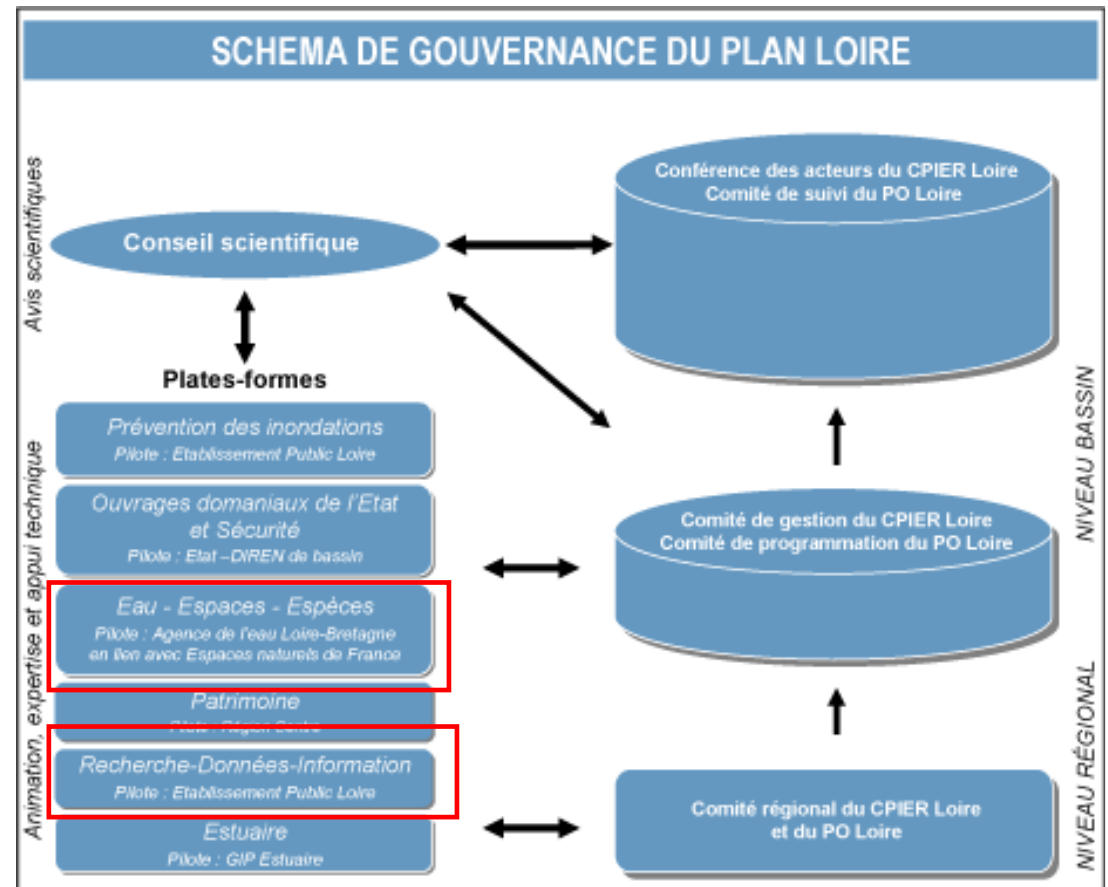 SCHEMA DE GOUVERNANCE DU PLAN LOIRE
Avis scientifiques
Conseil scientifique
Conférence des acteurs du CPIER Loire
Comité de suivi du PO Loire
Plates-formes
Animation, expertise et appui technique
Prévention des inondations
Pilote : Etablissement Public Loire
Ouvrages domaniaux de l'Etat
et Sécurité
Pilote : Etat –DIREN de bassin
Eau - Espaces - Espèces
Pilote : Agence de l'eau Loire-Bretagne
en lien avec Espaces naturels de France
Patrimoine
Pilote : Région Centre
Recherche-Données-Information
Pilote : Etablissement Public Loire
Estuaire
Pilote : GIP Estuaire
Comité de gestion du CPIER Loire
Comité de programmation du PO Loire
NIVEAU BASSIN
Comité régional du CPIER Loire
et du PO Loire
NIVEAU RÉGIONAL